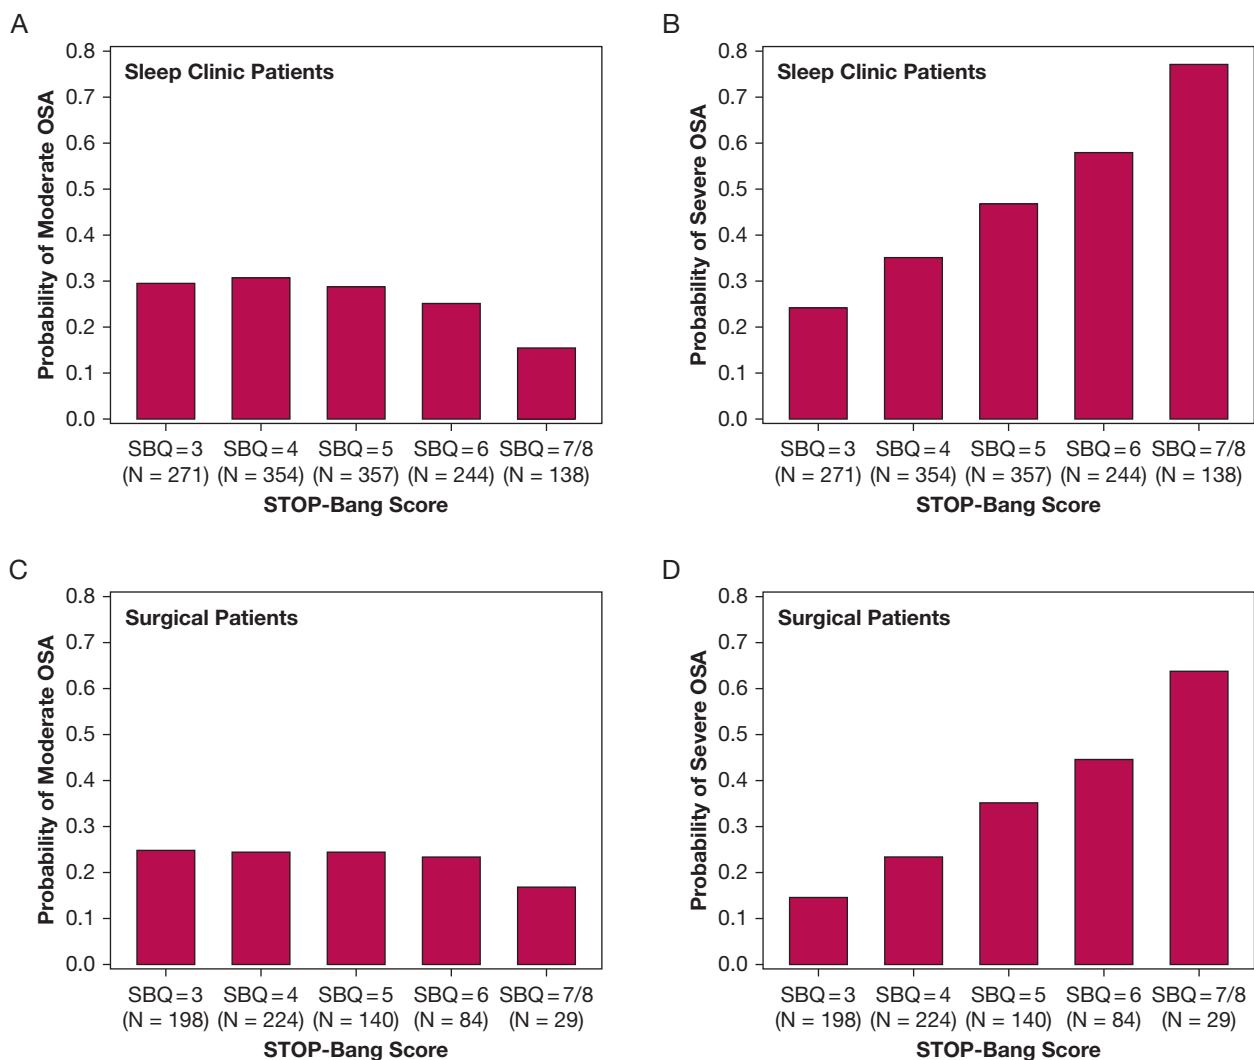 A
Sleep Clinic Patients
Probability of Moderate OSA
0.8
0.7
0.6
0.5
0.4
0.3
0.2
0.1
0.0
SBQ=3 SBQ=4 SBQ=5 SBQ=6 SBQ=7/8
(N = 271) (N = 354) (N = 357) (N = 244) (N = 138)
STOP-Bang Score
B
Sleep Clinic Patients
Probability of Severe OSA
0.8
0.7
0.6
0.5
0.4
0.3
0.2
0.1
0.0
SBQ=3 SBQ=4 SBQ=5 SBQ=6 SBQ=7/8
(N = 271) (N = 354) (N = 357) (N = 244) (N = 138)
STOP-Bang Score
C
Surgical Patients
Probability of Moderate OSA
0.8
0.7
0.6
0.5
0.4
0.3
0.2
0.1
0.0
SBQ=3 SBQ=4 SBQ=5 SBQ=6 SBQ=7/8
(N = 198) (N = 224) (N = 140) (N = 84) (N = 29)
STOP-Bang Score
D
Surgical Patients
Probability of Severe OSA
0.8
0.7
0.6
0.5
0.4
0.3
0.2
0.1
0.0
SBQ=3 SBQ=4 SBQ=5 SBQ=6 SBQ=7/8
(N = 198) (N = 224) (N = 140) (N = 84) (N = 29)
STOP-Bang Score